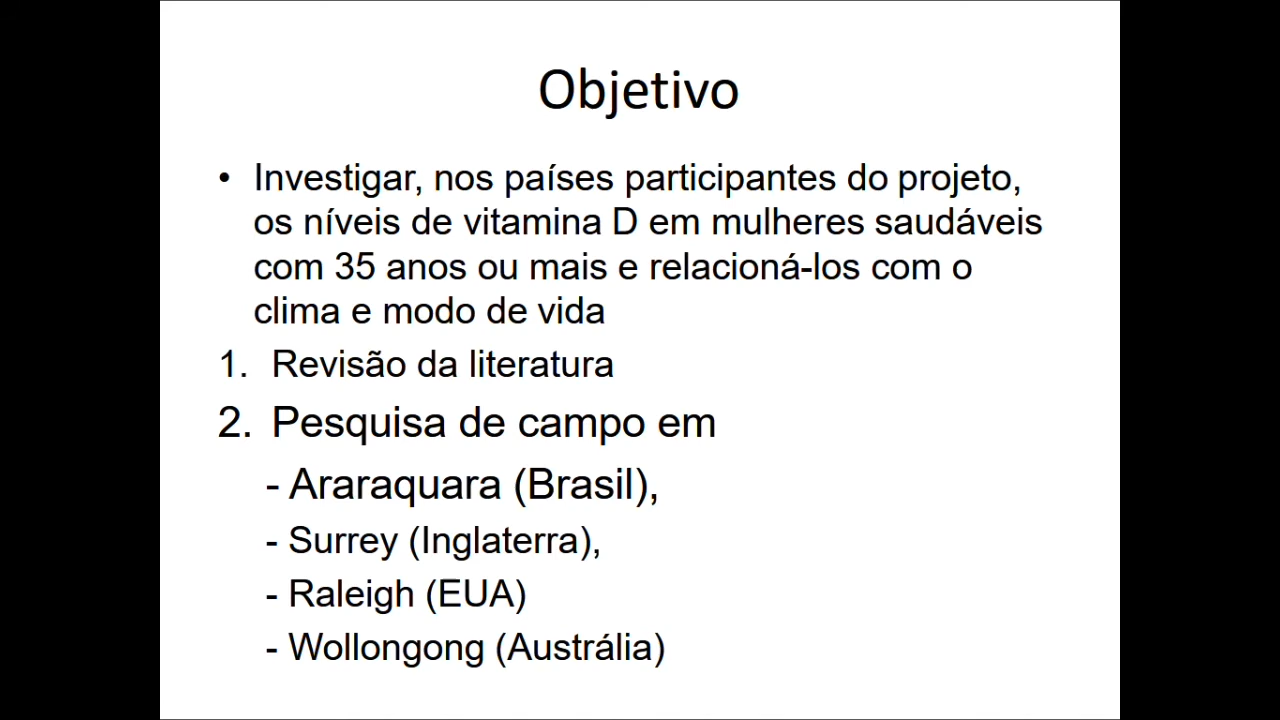 Objetivo
• Investigar, nos países participantes do projeto,
os níveis de vitamina D em mulheres saudáveis
com 35 anos ou mais e relacioná-los com o
clima e modo de vida
1. Revisão da literatura
2. Pesquisa de campo em
- Araraquara (Brasil),
- Surrey (Inglaterra),
- Raleigh (EUA)
- Wollongong (Austrália)